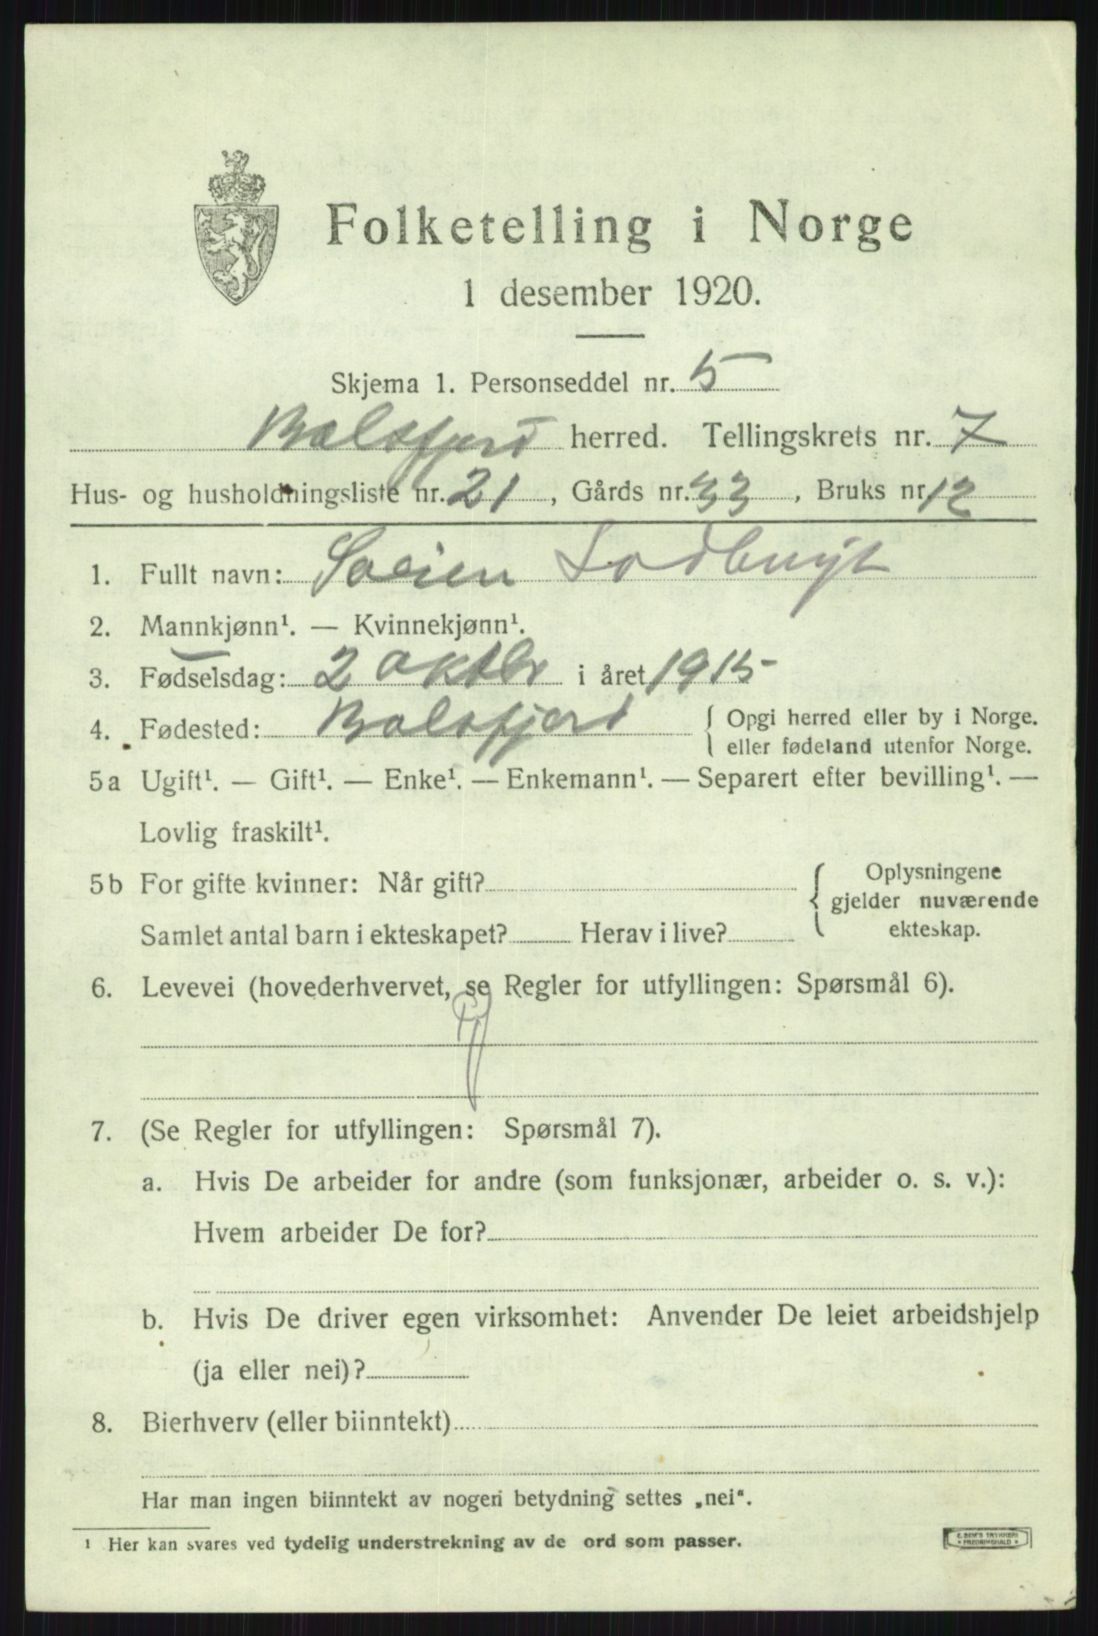 Folketelling i Norge
1 desember 1920.
Skjema 1. Personseddel nr. 5
Balsfjord herred. Tellingskrets nr. 7
Hus- og husholdningsliste nr. 21, Gårds nr. 33, Bruks nr. 12
1. Fullt navn: Søren
2. Mannkjønn¹. — Kvinnekjønn¹.
3. Fødselsdag: 2 oktbr i året 1915
4. Fødested: Balsfjord { Opgi herred eller by i Norge.
eller fødeland utenfor Norge.
5a Ugift¹. — Gift¹. — Enke¹. — Enkemann¹. — Separert efter bevilling¹. —
Lovlig fraskilt¹.
5b For gifte kvinner: Når gift? { Oplysningene
gjelder nuværende
Samlet antal barn i ekteskapet? Herav i live? ekteskap.
6. Levevei (hovederhvervet, se Regler for utfyllingen: Spørsmål 6).
7. (Se Regler for utfyllingen: Spørsmål 7).
a. Hvis De arbeider for andre (som funksjonær, arbeider o. s. v.):
Hvem arbeider De for?
b. Hvis De driver egen virksomhet: Anvender De leiet arbeidshjelp
(ja eller nei)?
8. Bierhverv (eller biinntekt)
Har man ingen biinntekt av nogen betydning settes „nei".
¹ Her kan svares ved tydelig understrekning av de ord som passer.